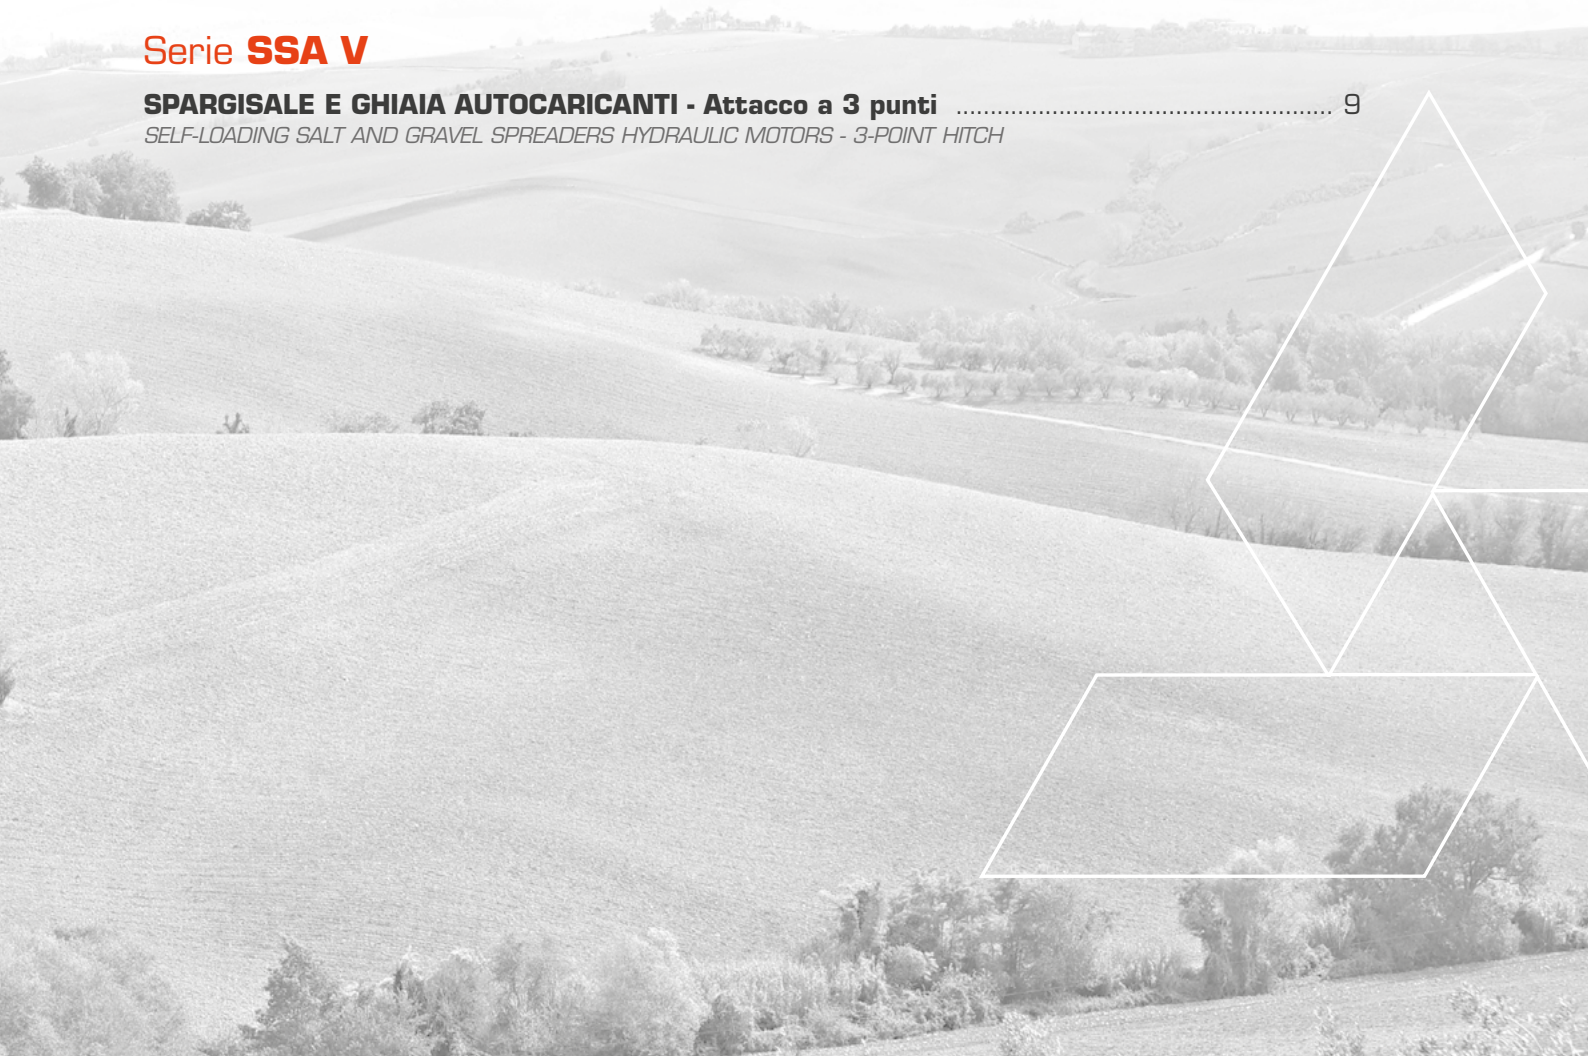 Serie SSA V
SPARGISALE E GHIAIA AUTOCARICANTI - Attacco a 3 punti ........................................................ 9
SELF-LOADING SALT AND GRAVEL SPREADERS HYDRAULIC MOTORS - 3-POINT HITCH